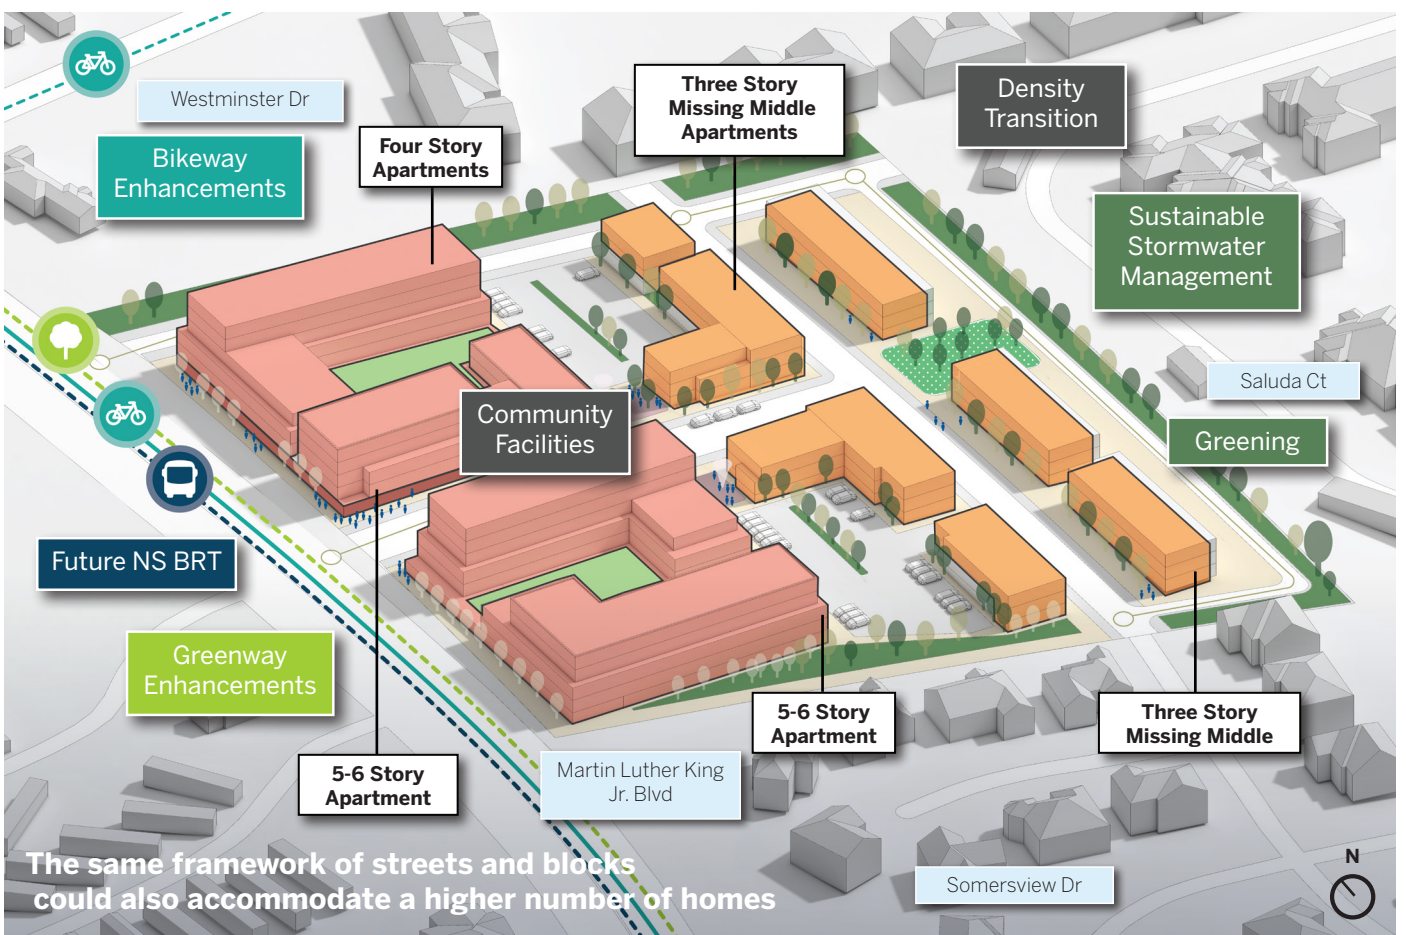 Westminster Dr
Bikeway
Enhancements
Four Story
Apartments
Three Story
Missing Middle
Apartments
Density
Transition
Sustainable
Stormwater
Management
Saluda Ct
Greening
Community
Facilities
Future NS BRT
Greenway
Enhancements
5-6 Story
Apartment
Martin Luther King
Jr. Blvd
5-6 Story
Apartment
Three Story
Missing Middle
Somersview Dr
The same framework of streets and blocks
could also accommodate a higher number of homes
N